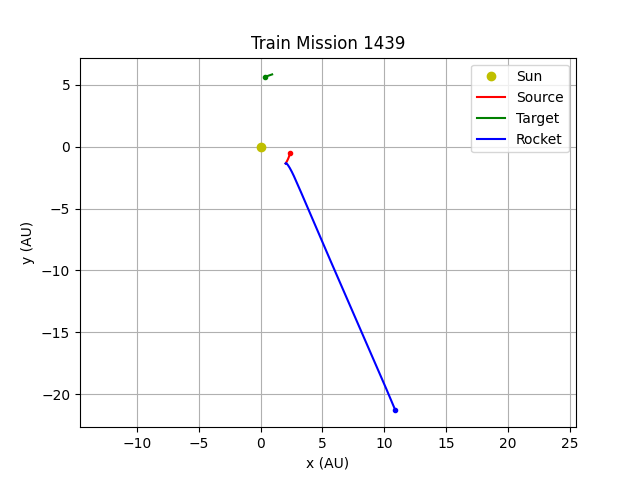 Train Mission 1439
Sun
Source
Target
Rocket
5
0
−5
−10
−15
−20
y (AU)
−10
−5
0
5
10
15
20
25
x (AU)